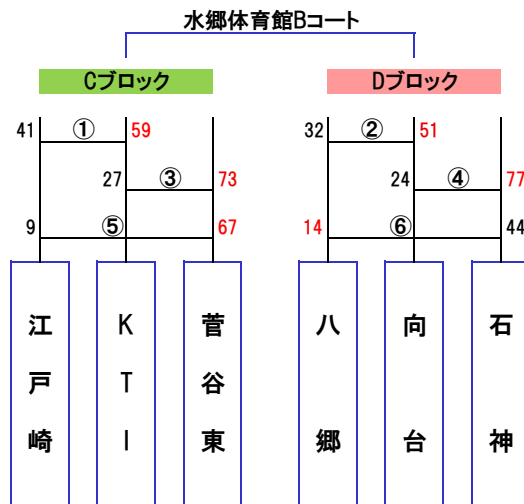 水郷体育館Bコート
Cブロック Dブロック
41 ① 59 32 ② 51
27 ③ 73 24 ④ 77
9 ⑤ 67 14 ⑥ 44
江戸崎 KTI 菅谷東 八郷 向台 石神